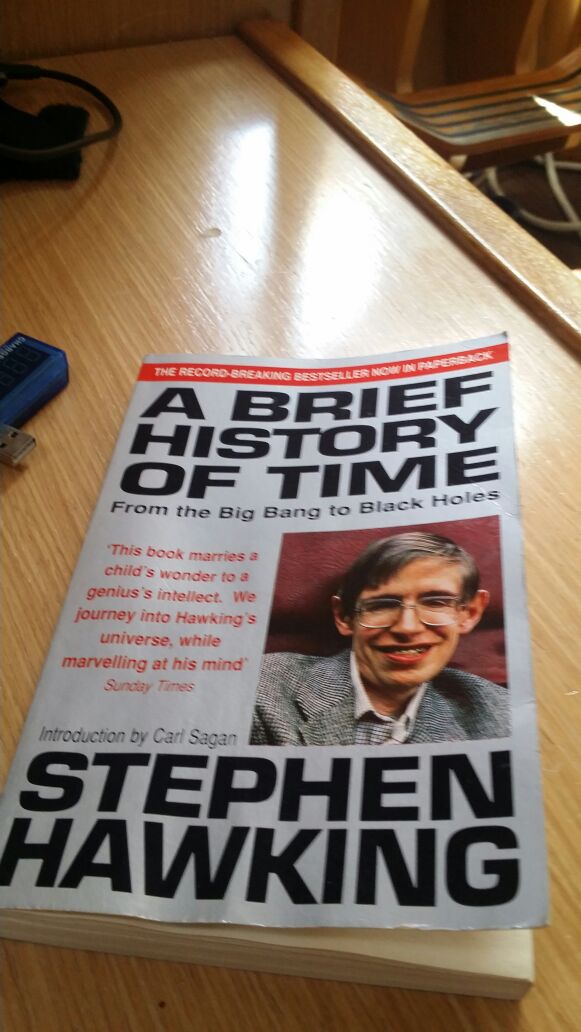 THE RECORD-BREAKING BESTSELLER NOW IN PAPERBACK
A BRIEF
HISTORY
OF TIME
From the Big Bang to Black Holes
'This book marries a
child's wonder to a
genius's intellect. We
journey into Hawking's
universe, while
marvelling at his mind'
Sunday Times
Introduction by Carl Sagan
STEPHEN
HAWKING